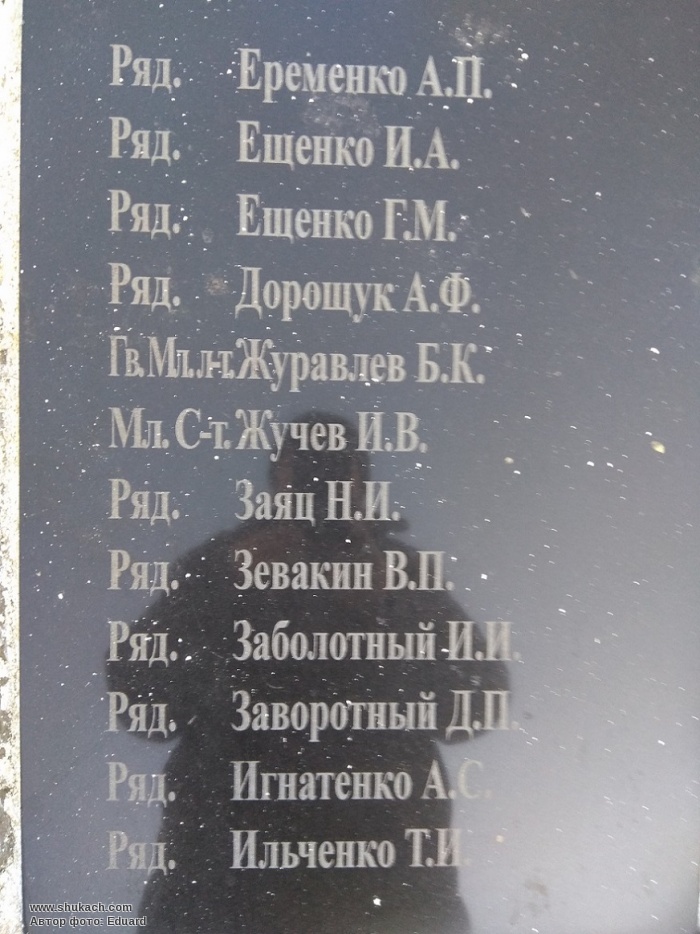 Ряд. Еременко А.П.
Ряд. Ещенко И.А.
Ряд. Ещенко Г.М.
Ряд. Дорощук А.Ф.
Гв.Мл.л-т.Журавлев Б.К.
Мл. С-т. Жучев И.В.
Ряд. Заяц Н.И.
Ряд. Зевакин В.П.
Ряд. Заболотный И.И.
Ряд. Заворотный Д.П.
Ряд. Игнатенко А.С.
Ряд. Ильченко Т.И.
www.shukach.com
Автор фото: Eduard